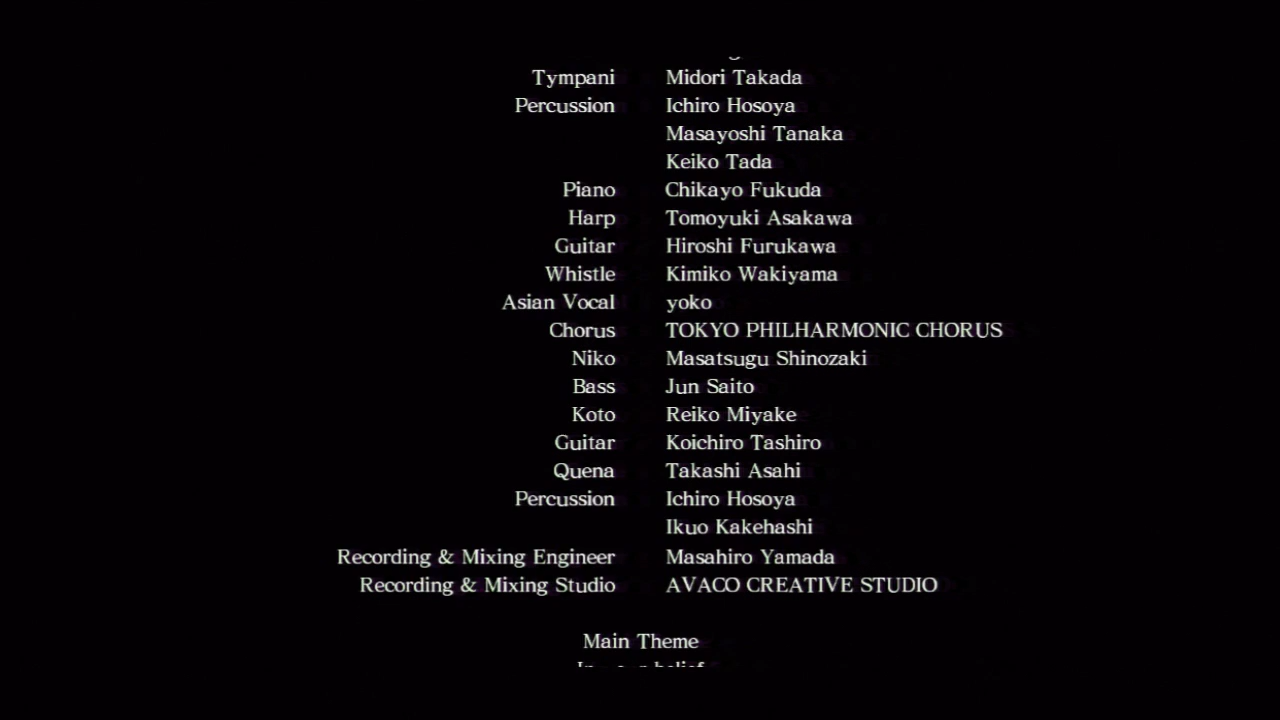 Tympani Midori Takada
Percussion Ichiro Hosoya
Masayoshi Tanaka
Keiko Tada
Piano Chikayo Fukuda
Harp Tomoyuki Asakawa
Guitar Hiroshi Furukawa
Whistle Kimiko Wakiyama
Asian Vocal yoko
Chorus TOKYO PHILHARMONIC CHORUS
Niko Masatsugu Shinozaki
Bass Jun Saito
Koto Reiko Miyake
Guitar Koichiro Tashiro
Quena Takashi Asahi
Percussion Ichiro Hosoya
Ikuo Kakehashi
Recording & Mixing Engineer Masahiro Yamada
Recording & Mixing Studio AVACO CREATIVE STUDIO
Main Theme
belief